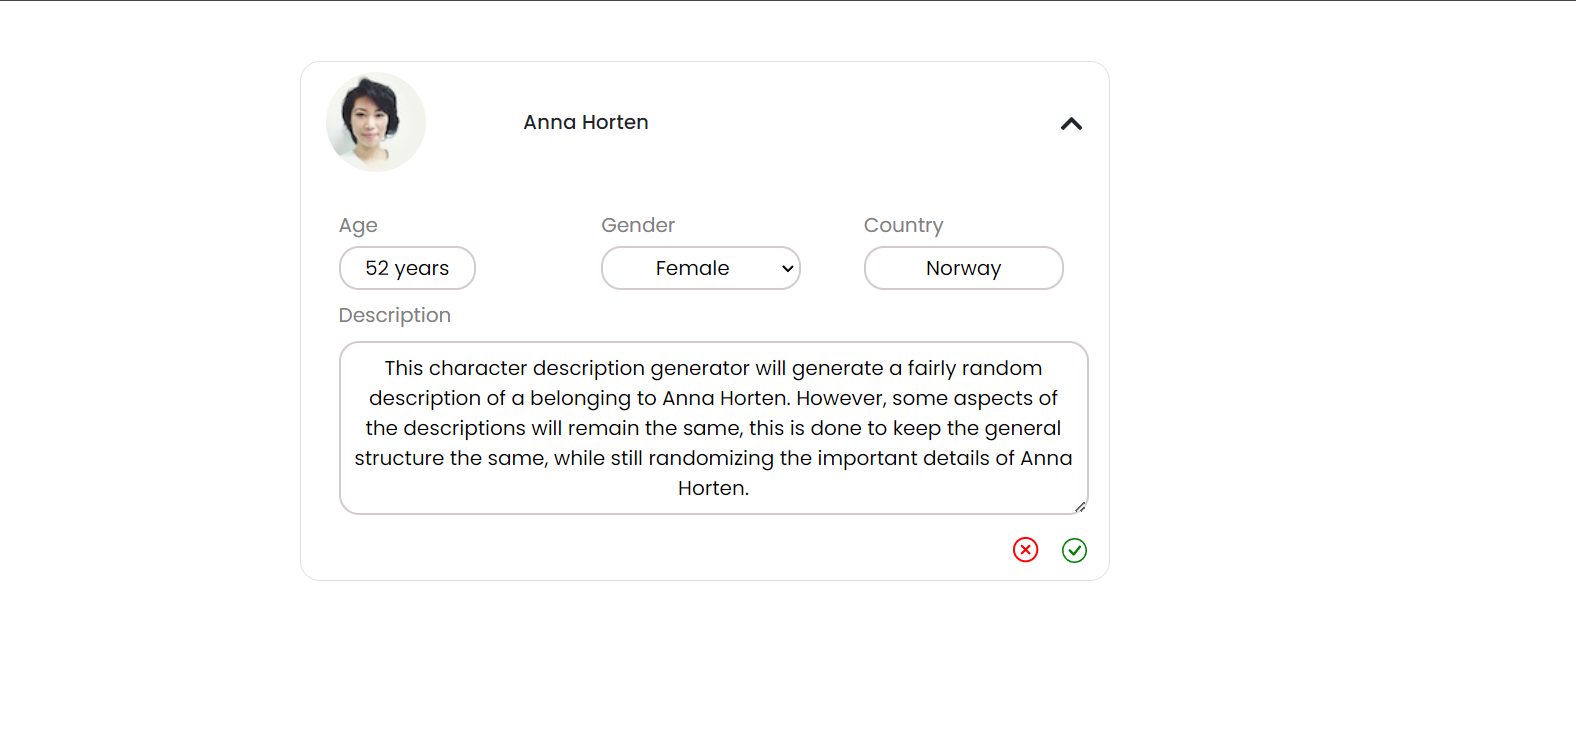 Anna Horten
Age
Gender
Country
52 years
Female
Norway
Description
This character description generator will generate a fairly random
description of a belonging to Anna Horten. However, some aspects of
the descriptions will remain the same, this is done to keep the general
structure the same, while still randomizing the important details of Anna
Horten.